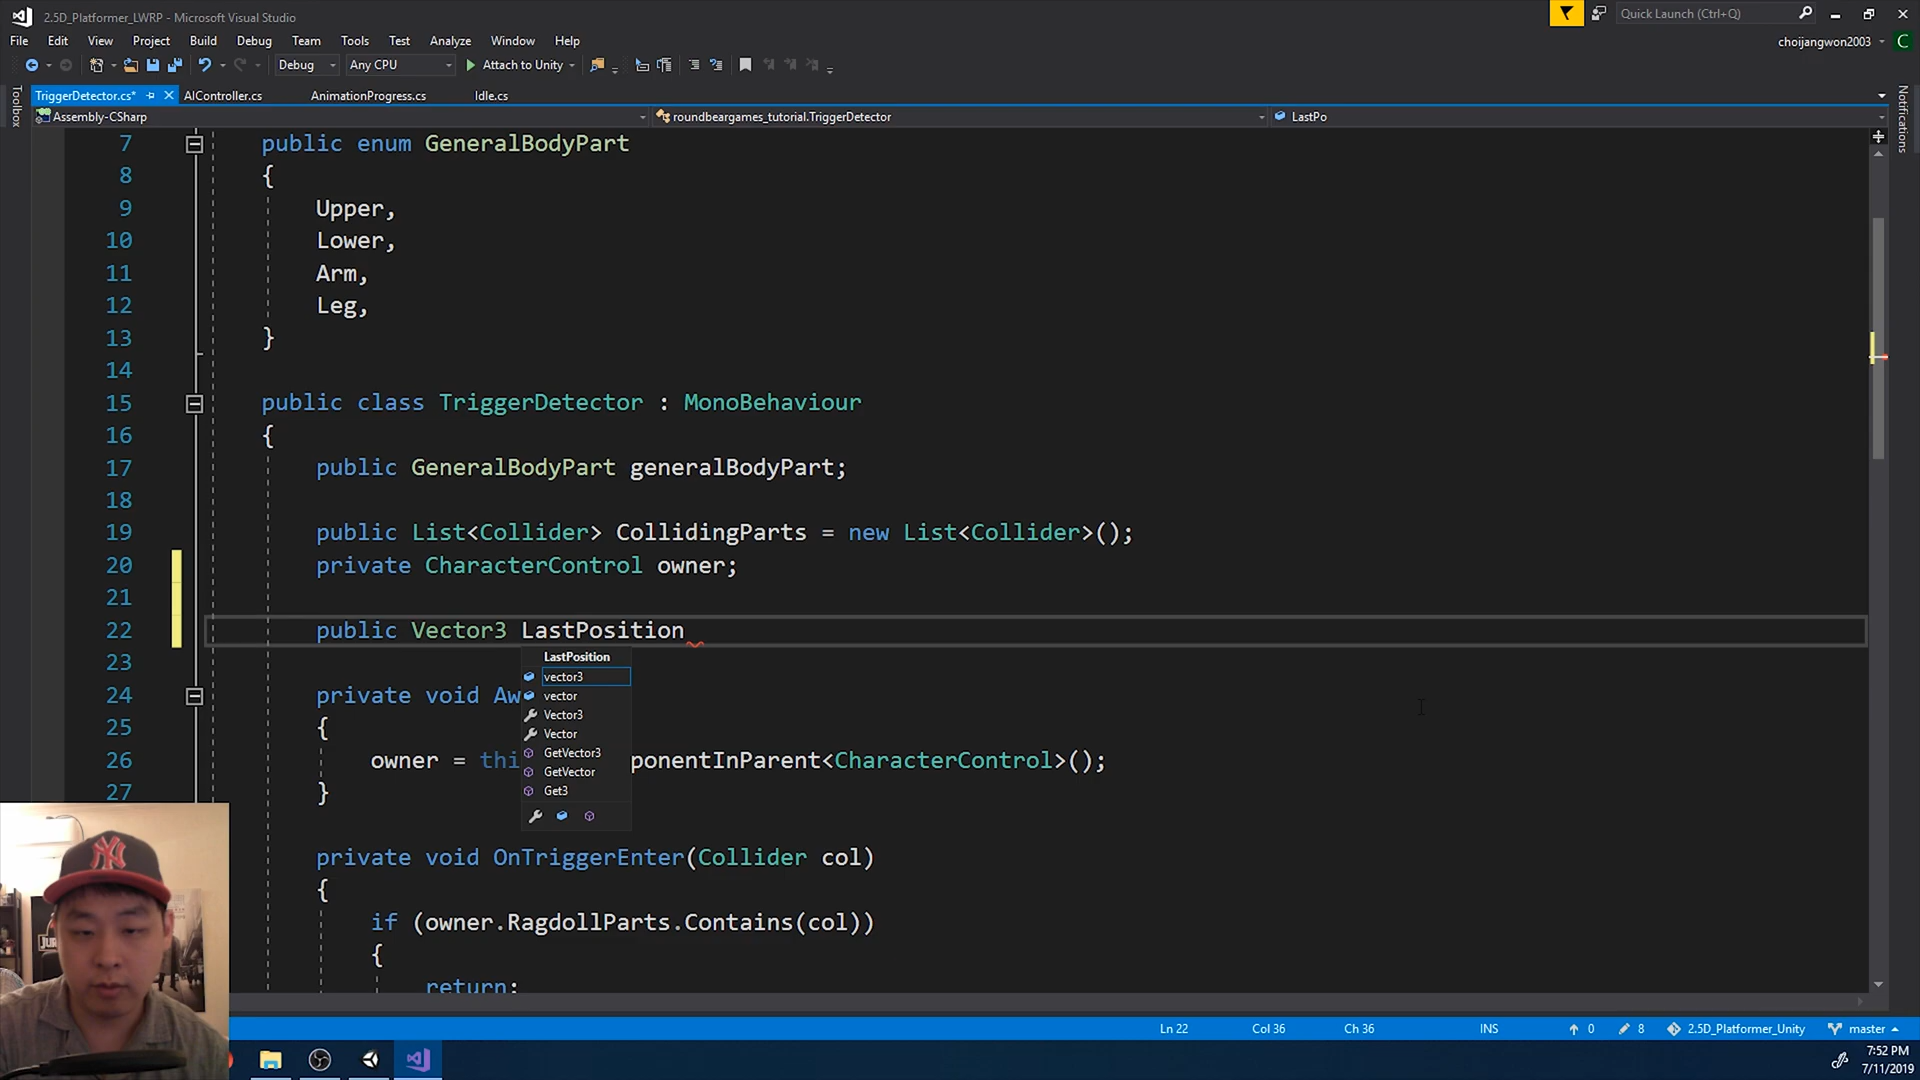 2.5D_Platformer_LWRP - Microsoft Visual Studio
Quick Launch (Ctrl+Q)
File Edit View Project Build Debug Team Tools Test Analyze Window Help
choijangwon2003 C
Debug Any CPU Attach to Unity
Toolbox
Notifications
TriggerDetector.cs* AIController.cs AnimationProgress.cs Idle.cs
Assembly-CSharp roundbeargames_tutorial.TriggerDetector LastPo
7 public enum GeneralBodyPart
8 {
9 Upper,
10 Lower,
11 Arm,
12 Leg,
13 }
14
15 public class TriggerDetector : MonoBehaviour
16 {
17 public GeneralBodyPart generalBodyPart;
18
19 public List<Collider> CollidingParts = new List<Collider>();
20 private CharacterControl owner;
21
22 public Vector3 LastPosition
23
LastPosition
vector3
vector
Vector3
Vector
GetVector3
GetVector
Get3
24 private void Aw
25 {
26 owner = thi ponentInParent<CharacterControl>();
27 }
private void OnTriggerEnter(Collider col)
{
if (owner.RagdollParts.Contains(col))
{
return;
Ln 22 Col 36 Ch 36 INS 0 8 2.5D_Platformer_Unity master
7:52 PM
7/11/2019